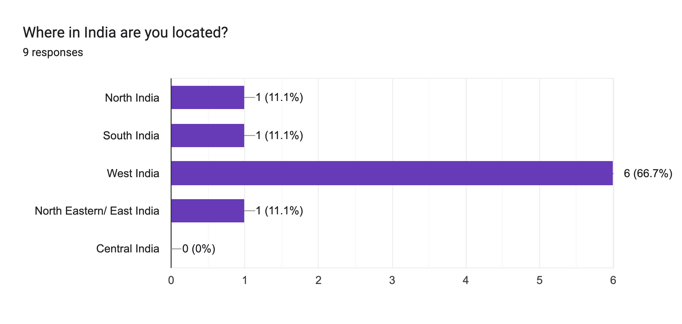 Where in India are you located?
9 responses
North India
1 (11.1%)
South India
1 (11.1%)
West India
6 (66.7%)
North Eastern/ East India
1 (11.1%)
Central India
0 (0%)
0 1 2 3 4 5 6